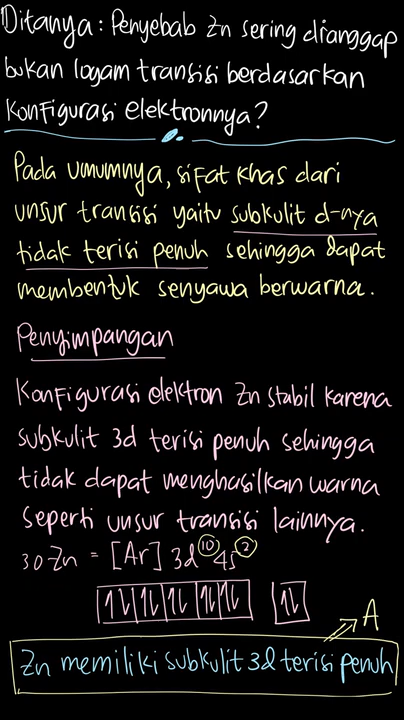 Ditanya : Penyebab Zn sering dianggap
bukan logam transisi berdasarkan
konfigurasi elektronnya?
Pada umumnya, sifat khas dari
unsur transisi yaitu subkulit d-nya
tidak terisi penuh sehingga dapat
membentuk senyawa berwarna.
Penyimpangan
Konfigurasi elektron Zn stabil karena
subkulit 3d terisi penuh sehingga
tidak dapat menghasilkan warna
seperti unsur transisi lainnya.
30Zn = [Ar] 3d¹⁰ 4s²
⥮ ⥮ ⥮ ⥮ ⥮ ⥮
A
Zn memiliki subkulit 3d terisi penuh